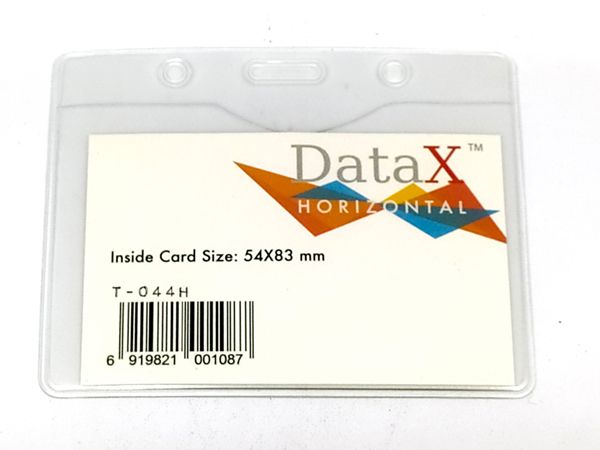 DataX™
HORIZONTAL
Inside Card Size: 54X83 mm
T-044H
6 919821 001087